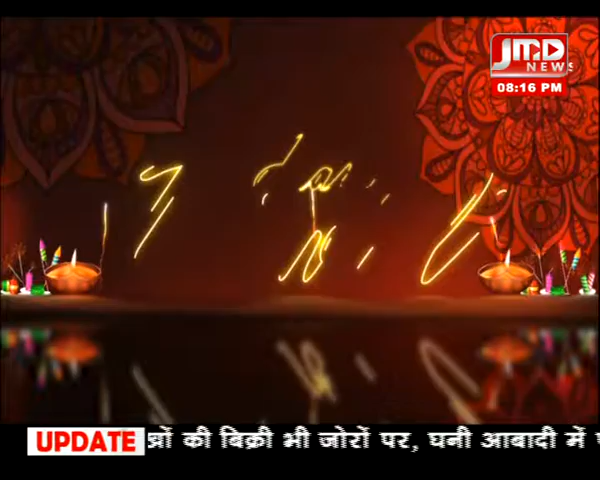 JMD
NEWS
08:16 PM
UPDATE
त्रों की बिक्री भी जोरों पर, घनी आबादी में